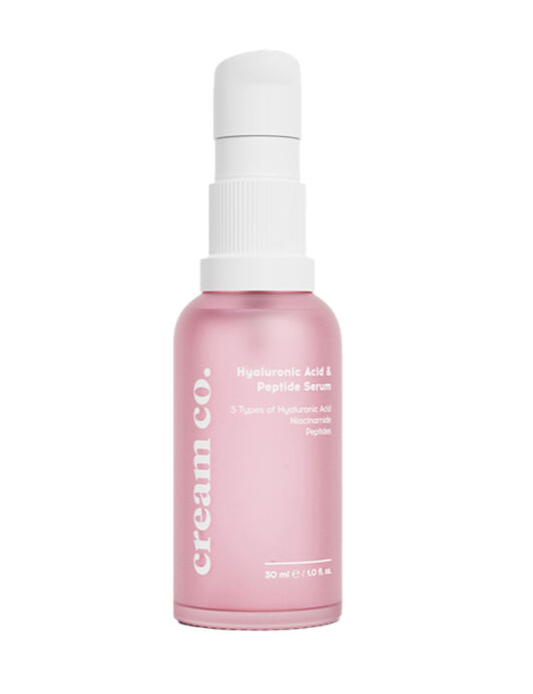 cream co.
Hyaluronic Acid &
Peptide Serum
5 Types of Hyaluronic Acid
Niacinamide
Peptides
30 ml ℮ / 1.0 fl. oz.